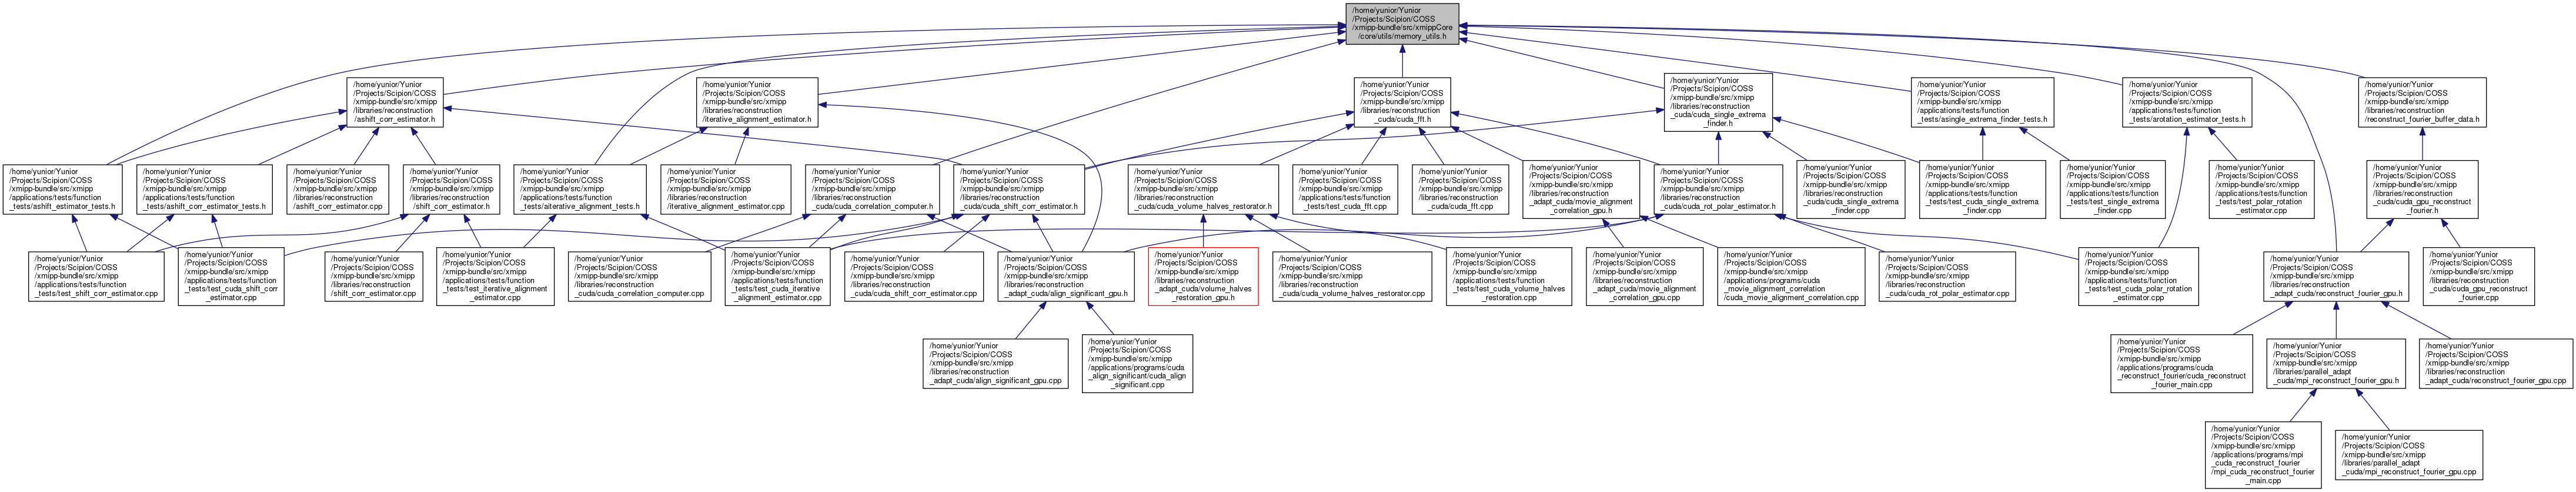 /home/yunior/Yunior
/Projects/Scipion/COSS
/xmipp-bundle/src/xmippCore
/core/utils/memory_utils.h
/home/yunior/Yunior
/Projects/Scipion/COSS
/xmipp-bundle/src/xmipp
/libraries/reconstruction
/ashift_corr_estimator.h
/home/yunior/Yunior
/Projects/Scipion/COSS
/xmipp-bundle/src/xmipp
/libraries/reconstruction
/iterative_alignment_estimator.h
/home/yunior/Yunior
/Projects/Scipion/COSS
/xmipp-bundle/src/xmipp
/libraries/reconstruction
_cuda/cuda_fft.h
/home/yunior/Yunior
/Projects/Scipion/COSS
/xmipp-bundle/src/xmipp
/libraries/reconstruction
_cuda/cuda_single_extrema
_finder.h
/home/yunior/Yunior
/Projects/Scipion/COSS
/xmipp-bundle/src/xmipp
/applications/tests/function
_tests/asingle_extrema_finder_tests.h
/home/yunior/Yunior
/Projects/Scipion/COSS
/xmipp-bundle/src/xmipp
/applications/tests/function
_tests/arotation_estimator_tests.h
/home/yunior/Yunior
/Projects/Scipion/COSS
/xmipp-bundle/src/xmipp
/libraries/reconstruction
/reconstruct_fourier_buffer_data.h
/home/yunior/Yunior
/Projects/Scipion/COSS
/xmipp-bundle/src/xmipp
/applications/tests/function
_tests/ashift_estimator_tests.h
/home/yunior/Yunior
/Projects/Scipion/COSS
/xmipp-bundle/src/xmipp
/applications/tests/function
_tests/ashift_corr_estimator_tests.h
/home/yunior/Yunior
/Projects/Scipion/COSS
/xmipp-bundle/src/xmipp
/libraries/reconstruction
/ashift_corr_estimator.cpp
/home/yunior/Yunior
/Projects/Scipion/COSS
/xmipp-bundle/src/xmipp
/libraries/reconstruction
/shift_corr_estimator.h
/home/yunior/Yunior
/Projects/Scipion/COSS
/xmipp-bundle/src/xmipp
/applications/tests/function
_tests/aiterative_alignment_tests.h
/home/yunior/Yunior
/Projects/Scipion/COSS
/xmipp-bundle/src/xmipp
/libraries/reconstruction
/iterative_alignment_estimator.cpp
/home/yunior/Yunior
/Projects/Scipion/COSS
/xmipp-bundle/src/xmipp
/libraries/reconstruction
_cuda/cuda_correlation_computer.h
/home/yunior/Yunior
/Projects/Scipion/COSS
/xmipp-bundle/src/xmipp
/libraries/reconstruction
_cuda/cuda_shift_corr_estimator.h
/home/yunior/Yunior
/Projects/Scipion/COSS
/xmipp-bundle/src/xmipp
/libraries/reconstruction
_cuda/cuda_volume_halves_restorator.h
/home/yunior/Yunior
/Projects/Scipion/COSS
/xmipp-bundle/src/xmipp
/applications/tests/function
_tests/test_cuda_fft.cpp
/home/yunior/Yunior
/Projects/Scipion/COSS
/xmipp-bundle/src/xmipp
/libraries/reconstruction
_cuda/cuda_fft.cpp
/home/yunior/Yunior
/Projects/Scipion/COSS
/xmipp-bundle/src/xmipp
/libraries/reconstruction
_adapt_cuda/movie_alignment
_correlation_gpu.h
/home/yunior/Yunior
/Projects/Scipion/COSS
/xmipp-bundle/src/xmipp
/libraries/reconstruction
_cuda/cuda_rot_polar_estimator.h
/home/yunior/Yunior
/Projects/Scipion/COSS
/xmipp-bundle/src/xmipp
/libraries/reconstruction
_cuda/cuda_single_extrema
_finder.cpp
/home/yunior/Yunior
/Projects/Scipion/COSS
/xmipp-bundle/src/xmipp
/applications/tests/function
_tests/test_cuda_single_extrema
_finder.cpp
/home/yunior/Yunior
/Projects/Scipion/COSS
/xmipp-bundle/src/xmipp
/applications/tests/function
_tests/test_single_extrema
_finder.cpp
/home/yunior/Yunior
/Projects/Scipion/COSS
/xmipp-bundle/src/xmipp
/applications/tests/function
_tests/test_polar_rotation
_estimator.cpp
/home/yunior/Yunior
/Projects/Scipion/COSS
/xmipp-bundle/src/xmipp
/libraries/reconstruction
_cuda/cuda_gpu_reconstruct
_fourier.h
/home/yunior/Yunior
/Projects/Scipion/COSS
/xmipp-bundle/src/xmipp
/applications/tests/function
_tests/test_shift_corr_estimator.cpp
/home/yunior/Yunior
/Projects/Scipion/COSS
/xmipp-bundle/src/xmipp
/applications/tests/function
_tests/test_cuda_shift_corr
_estimator.cpp
/home/yunior/Yunior
/Projects/Scipion/COSS
/xmipp-bundle/src/xmipp
/libraries/reconstruction
/shift_corr_estimator.cpp
/home/yunior/Yunior
/Projects/Scipion/COSS
/xmipp-bundle/src/xmipp
/applications/tests/function
_tests/test_iterative_alignment
_estimator.cpp
/home/yunior/Yunior
/Projects/Scipion/COSS
/xmipp-bundle/src/xmipp
/libraries/reconstruction
_cuda/cuda_correlation_computer.cpp
/home/yunior/Yunior
/Projects/Scipion/COSS
/xmipp-bundle/src/xmipp
/applications/tests/function
_tests/test_cuda_iterative
_alignment_estimator.cpp
/home/yunior/Yunior
/Projects/Scipion/COSS
/xmipp-bundle/src/xmipp
/libraries/reconstruction
_cuda/cuda_shift_corr_estimator.cpp
/home/yunior/Yunior
/Projects/Scipion/COSS
/xmipp-bundle/src/xmipp
/libraries/reconstruction
_adapt_cuda/align_significant_gpu.h
/home/yunior/Yunior
/Projects/Scipion/COSS
/xmipp-bundle/src/xmipp
/libraries/reconstruction
_adapt_cuda/volume_halves
_restoration_gpu.h
/home/yunior/Yunior
/Projects/Scipion/COSS
/xmipp-bundle/src/xmipp
/libraries/reconstruction
_cuda/cuda_volume_halves_restorator.cpp
/home/yunior/Yunior
/Projects/Scipion/COSS
/xmipp-bundle/src/xmipp
/applications/tests/function
_tests/test_cuda_volume_halves
_restoration.cpp
/home/yunior/Yunior
/Projects/Scipion/COSS
/xmipp-bundle/src/xmipp
/libraries/reconstruction
_adapt_cuda/movie_alignment
_correlation_gpu.cpp
/home/yunior/Yunior
/Projects/Scipion/COSS
/xmipp-bundle/src/xmipp
/applications/programs/cuda
_movie_alignment_correlation
/cuda_movie_alignment_correlation.cpp
/home/yunior/Yunior
/Projects/Scipion/COSS
/xmipp-bundle/src/xmipp
/libraries/reconstruction
_cuda/cuda_rot_polar_estimator.cpp
/home/yunior/Yunior
/Projects/Scipion/COSS
/xmipp-bundle/src/xmipp
/applications/tests/function
_tests/test_cuda_polar_rotation
_estimator.cpp
/home/yunior/Yunior
/Projects/Scipion/COSS
/xmipp-bundle/src/xmipp
/libraries/reconstruction
_adapt_cuda/reconstruct_fourier_gpu.h
/home/yunior/Yunior
/Projects/Scipion/COSS
/xmipp-bundle/src/xmipp
/libraries/reconstruction
_cuda/cuda_gpu_reconstruct
_fourier.cpp
/home/yunior/Yunior
/Projects/Scipion/COSS
/xmipp-bundle/src/xmipp
/libraries/reconstruction
_adapt_cuda/align_significant_gpu.cpp
/home/yunior/Yunior
/Projects/Scipion/COSS
/xmipp-bundle/src/xmipp
/applications/programs/cuda
_align_significant/cuda_align
_significant.cpp
/home/yunior/Yunior
/Projects/Scipion/COSS
/xmipp-bundle/src/xmipp
/applications/programs/cuda
_reconstruct_fourier/cuda_reconstruct
_fourier_main.cpp
/home/yunior/Yunior
/Projects/Scipion/COSS
/xmipp-bundle/src/xmipp
/libraries/parallel_adapt
_cuda/mpi_reconstruct_fourier_gpu.h
/home/yunior/Yunior
/Projects/Scipion/COSS
/xmipp-bundle/src/xmipp
/libraries/reconstruction
_adapt_cuda/reconstruct_fourier_gpu.cpp
/home/yunior/Yunior
/Projects/Scipion/COSS
/xmipp-bundle/src/xmipp
/applications/programs/mpi
_cuda_reconstruct_fourier
/mpi_cuda_reconstruct_fourier
_main.cpp
/home/yunior/Yunior
/Projects/Scipion/COSS
/xmipp-bundle/src/xmipp
/libraries/parallel_adapt
_cuda/mpi_reconstruct_fourier_gpu.cpp